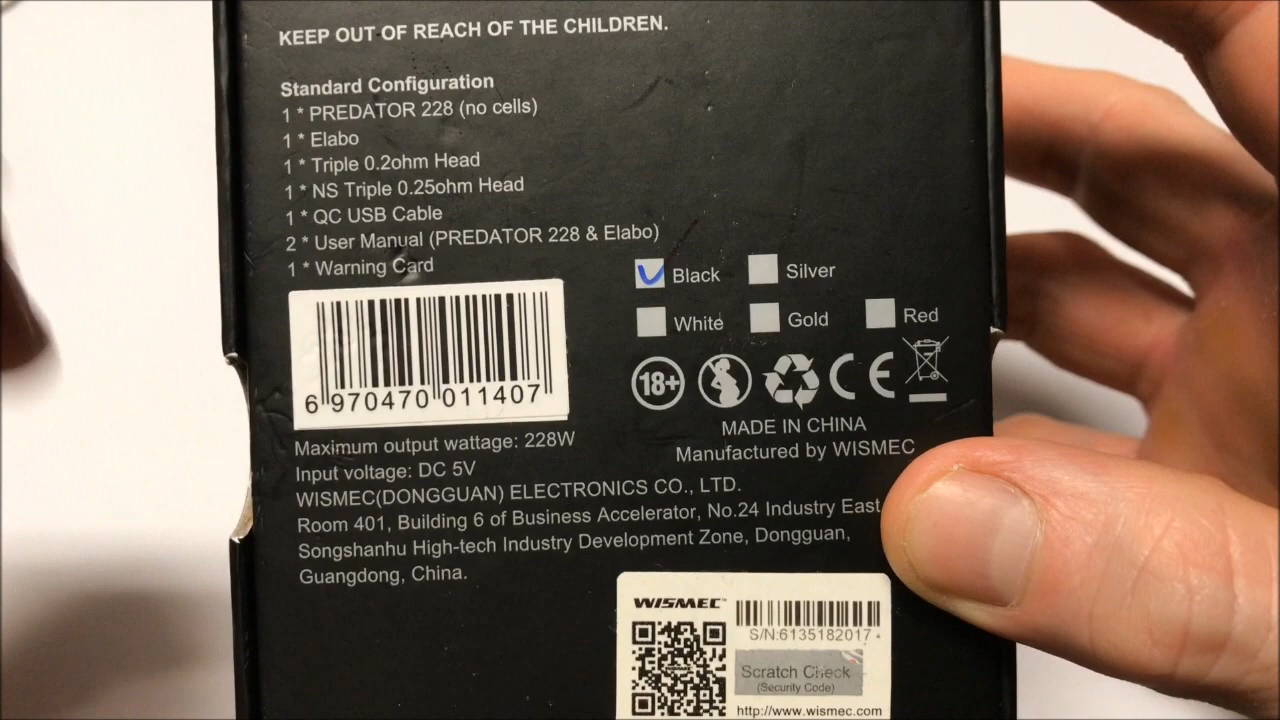 KEEP OUT OF REACH OF THE CHILDREN.
Standard Configuration
1 * PREDATOR 228 (no cells)
1 * Elabo
1 * Triple 0.2ohm Head
1 * NS Triple 0.25ohm Head
1 * QC USB Cable
2 * User Manual (PREDATOR 228 & Elabo)
1 * Warning Card
Black Silver
White Gold Red
6 970470 011407
18+ CE
MADE IN CHINA
Manufactured by WISMEC
Maximum output wattage: 228W
Input voltage: DC 5V
WISMEC(DONGGUAN) ELECTRONICS CO., LTD.
Room 401, Building 6 of Business Accelerator, No.24 Industry East
Songshanhu High-tech Industry Development Zone, Dongguan,
Guangdong, China.
WISMEC
S/N:6135182017
Scratch Check
(Security Code)
http://www.wismec.com